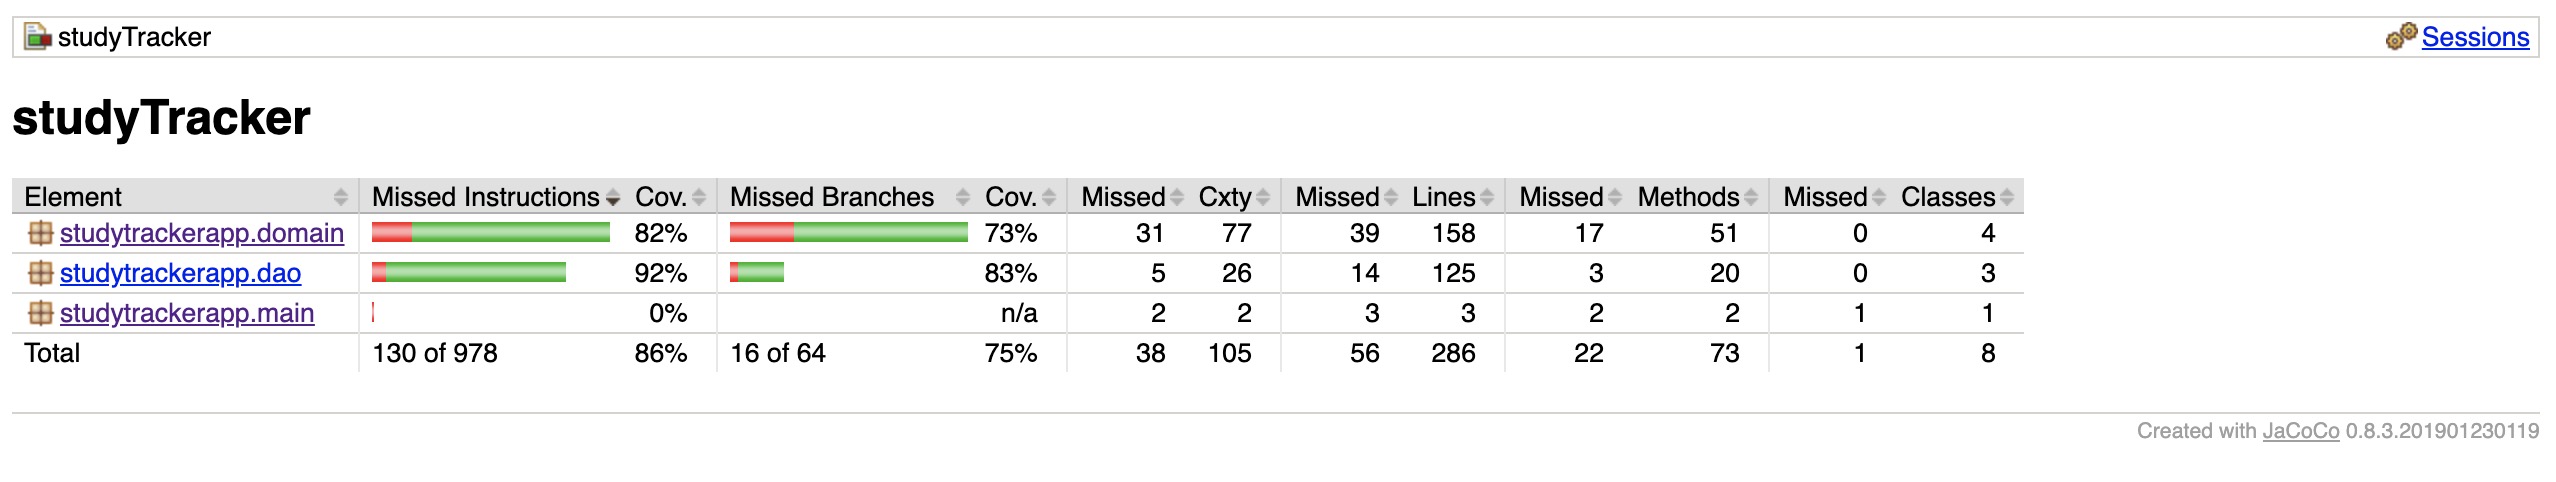 studyTracker Sessions
studyTracker
Element Missed Instructions Cov. Missed Branches Cov. Missed Cxty Missed Lines Missed Methods Missed Classes
studytrackerapp.domain 82% 73% 31 77 39 158 17 51 0 4
studytrackerapp.dao 92% 83% 5 26 14 125 3 20 0 3
studytrackerapp.main 0% n/a 2 2 3 3 2 2 1 1
Total 130 of 978 86% 16 of 64 75% 38 105 56 286 22 73 1 8
Created with JaCoCo 0.8.3.201901230119